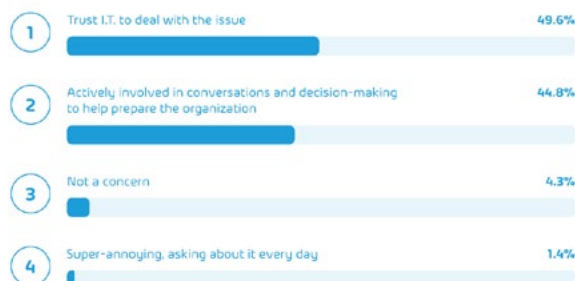 1 Trust I.T. to deal with the issue 49.6%
2 Actively involved in conversations and decision-making 44.8%
to help prepare the organization
3 Not a concern 4.3%
4 Super-annoying, asking about it every day 1.4%